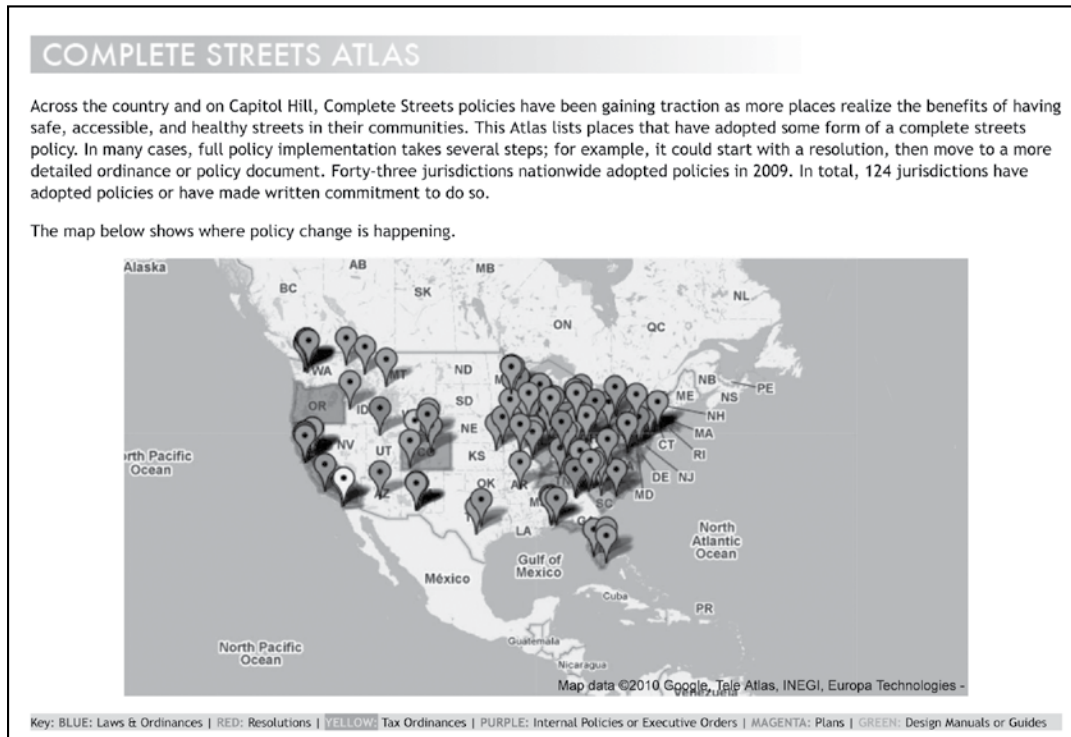 COMPLETE STREETS ATLAS
Across the country and on Capitol Hill, Complete Streets policies have been gaining traction as more places realize the benefits of having
safe, accessible, and healthy streets in their communities. This Atlas lists places that have adopted some form of a complete streets
policy. In many cases, full policy implementation takes several steps; for example, it could start with a resolution, then move to a more
detailed ordinance or policy document. Forty-three jurisdictions nationwide adopted policies in 2009. In total, 124 jurisdictions have
adopted policies or have made written commitment to do so.
The map below shows where policy change is happening.
Alaska
AB
MB
BC
SK
NL
ON
QC
WA
MT
ND
NB
PE
ME
NS
OR
ID
SD
NH
NV
UT
CO
NE
MA
KS
CT
RI
North Pacific
Ocean
AZ
OK
AR
DE
NJ
MD
SC
LA
North
Atlantic
Ocean
Gulf of
Mexico
México
Cuba
PR
North Pacific
Ocean
Guatemala
Nicaragua
Venezuela
Map data ©2010 Google, Tele Atlas, INEGI, Europa Technologies -
Key: BLUE: Laws & Ordinances | RED: Resolutions | YELLOW: Tax Ordinances | PURPLE: Internal Policies or Executive Orders | MAGENTA: Plans | GREEN: Design Manuals or Guides